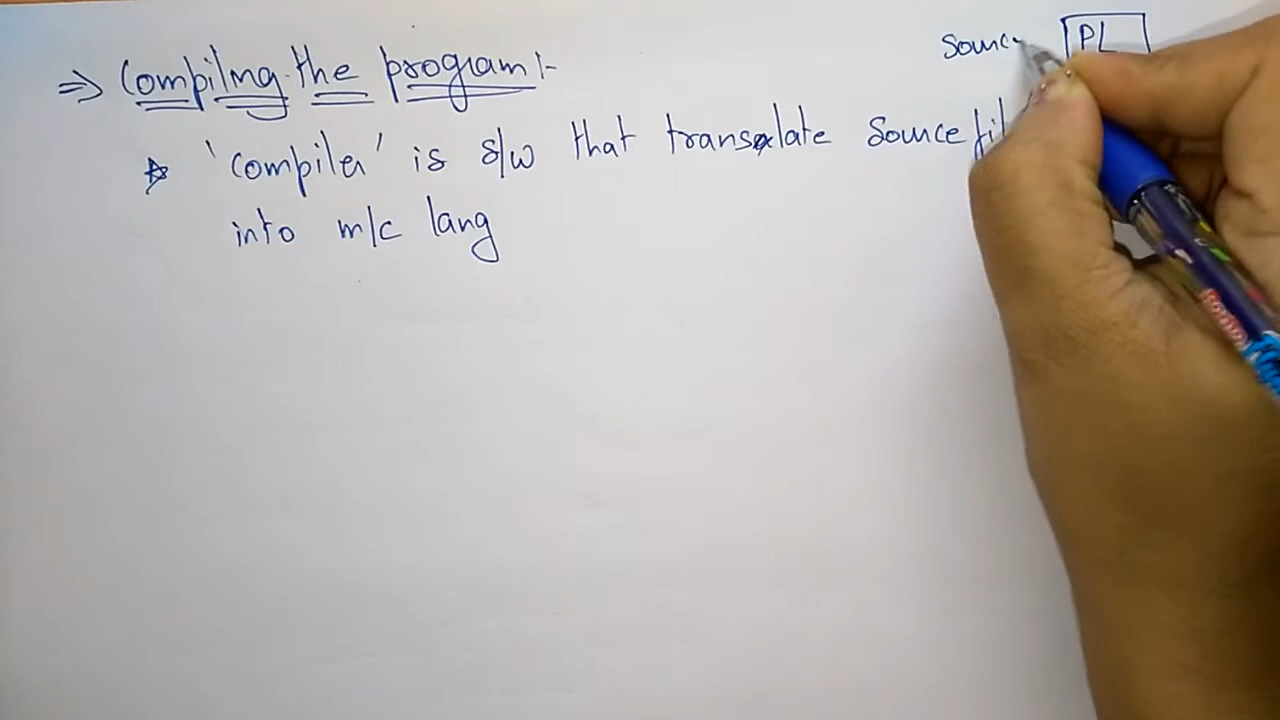 Source PL
⇒ Compiling the program :-
☆ 'compiler' is s/w that translate source
into m/c lang